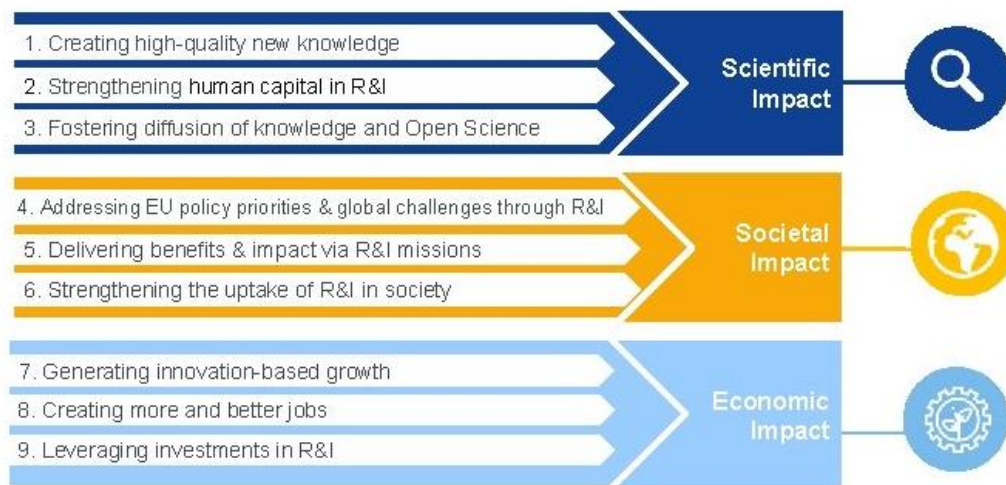 1. Creating high-quality new knowledge
2. Strengthening human capital in R&I
3. Fostering diffusion of knowledge and Open Science
Scientific
Impact
4. Addressing EU policy priorities & global challenges through R&I
5. Delivering benefits & impact via R&I missions
6. Strengthening the uptake of R&I in society
Societal
Impact
7. Generating innovation-based growth
8. Creating more and better jobs
9. Leveraging investments in R&I
Economic
Impact